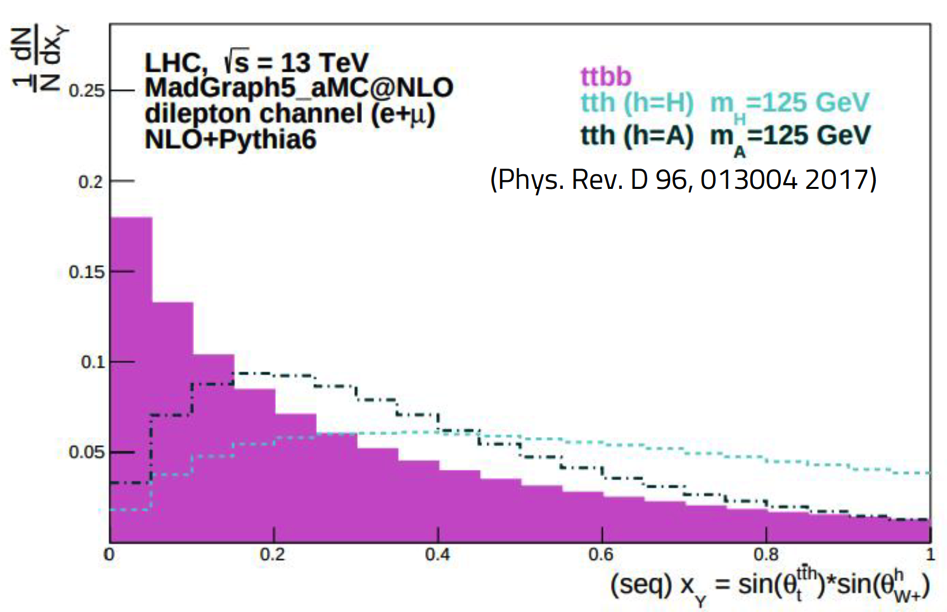 1/N dN/dx_Y
LHC, √s = 13 TeV
MadGraph5_aMC@NLO
dilepton channel (e+μ)
NLO+Pythia6
ttbb
tth (h=H) m_H=125 GeV
tth (h=A) m_A=125 GeV
(Phys. Rev. D 96, 013004 2017)
0.25
0.2
0.15
0.1
0.05
0 0.2 0.4 0.6 0.8 1
(seq) x_Y = sin(θ_t^{tt̄h})*sin(θ_{W+}^h)